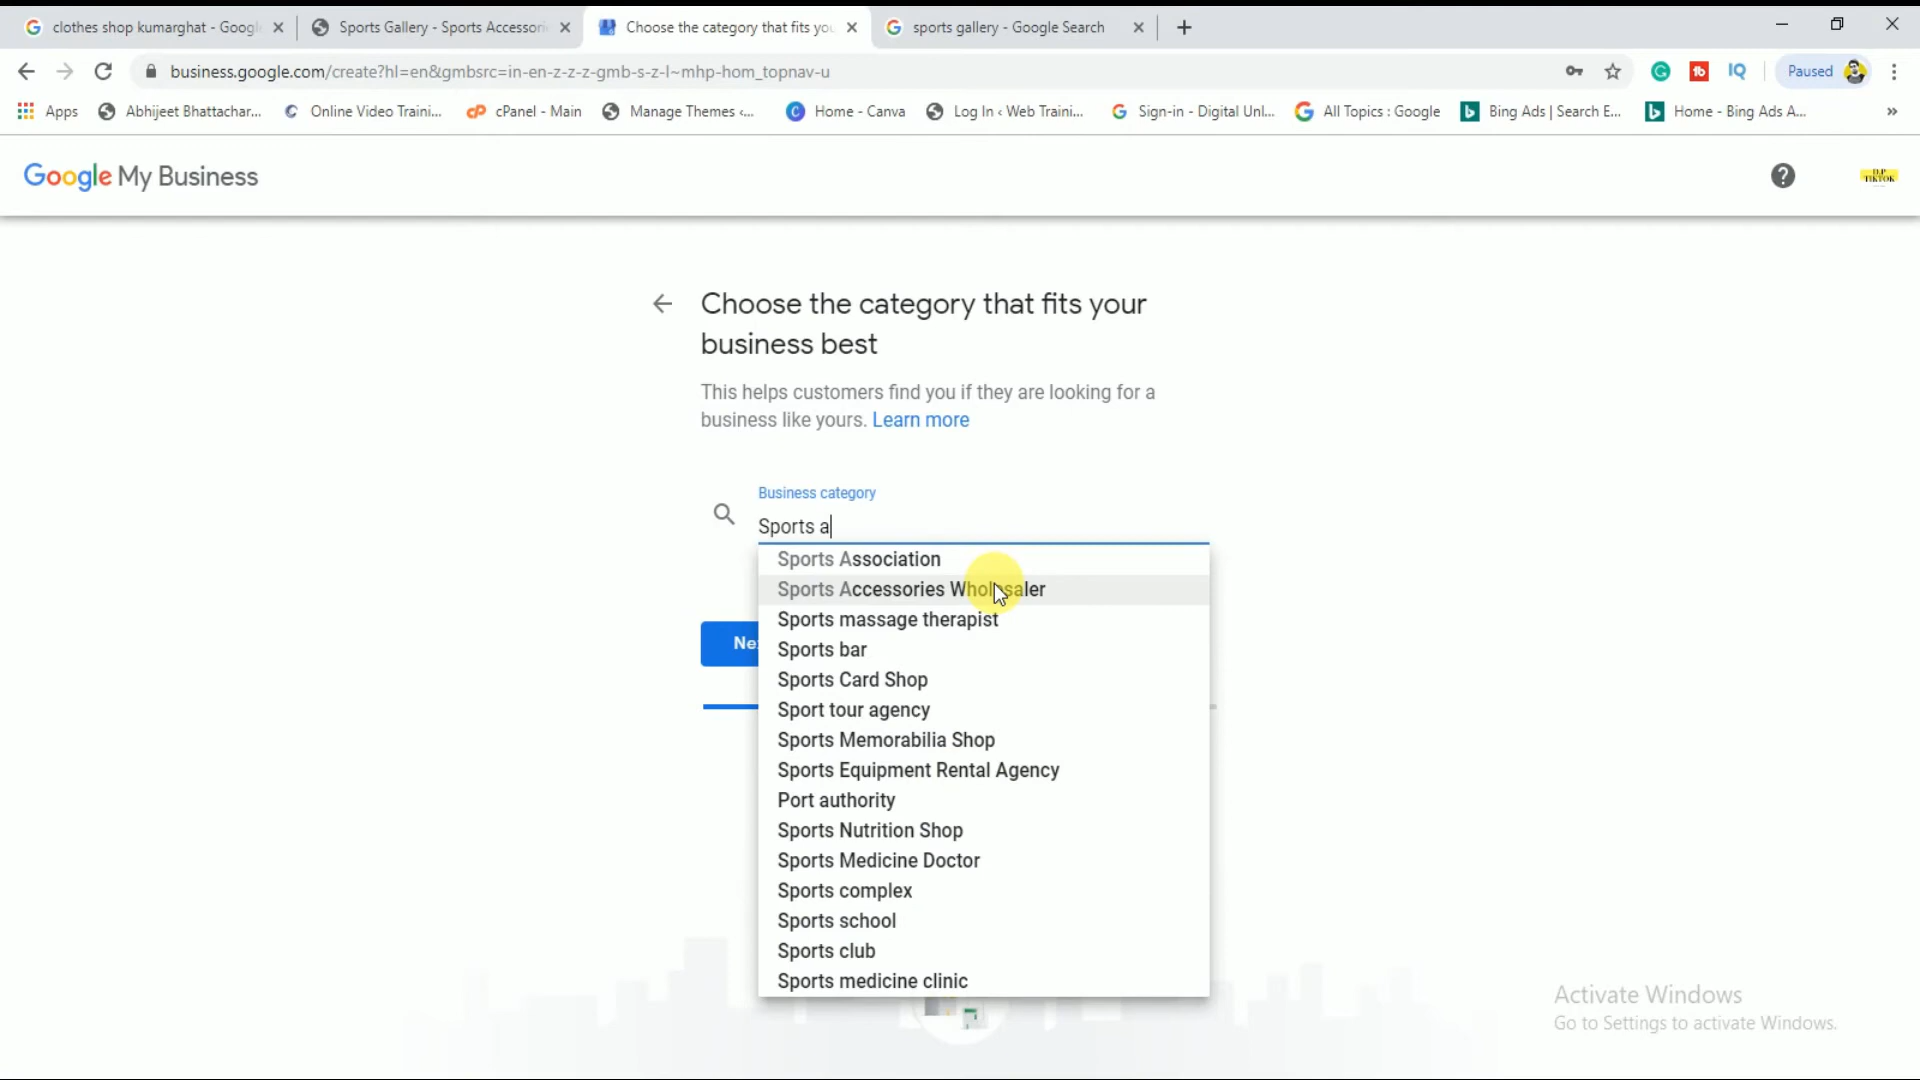 clothes shop kumarghat - Googl
Sports Gallery - Sports Accessori
Choose the category that fits you
sports gallery - Google Search
business.google.com/create?hl=en&gmbsrc=in-en-z-z-z-gmb-s-z-l~mhp-hom_topnav-u
Paused
Apps
Abhijeet Bhattachar...
Online Video Traini...
cPanel - Main
Manage Themes <...
Home - Canva
Log In < Web Traini...
Sign-in - Digital Unl...
All Topics : Google
Bing Ads | Search E...
Home - Bing Ads A...
»
Google My Business
D.P
TIKTOK
Choose the category that fits your
business best
This helps customers find you if they are looking for a
business like yours. Learn more
Business category
Sports a
Sports Association
Sports Accessories Wholesaler
Sports massage therapist
Ne
Sports bar
Sports Card Shop
Sport tour agency
Sports Memorabilia Shop
Sports Equipment Rental Agency
Port authority
Sports Nutrition Shop
Sports Medicine Doctor
Sports complex
Sports school
Sports club
Sports medicine clinic
Activate Windows
Go to Settings to activate Windows.